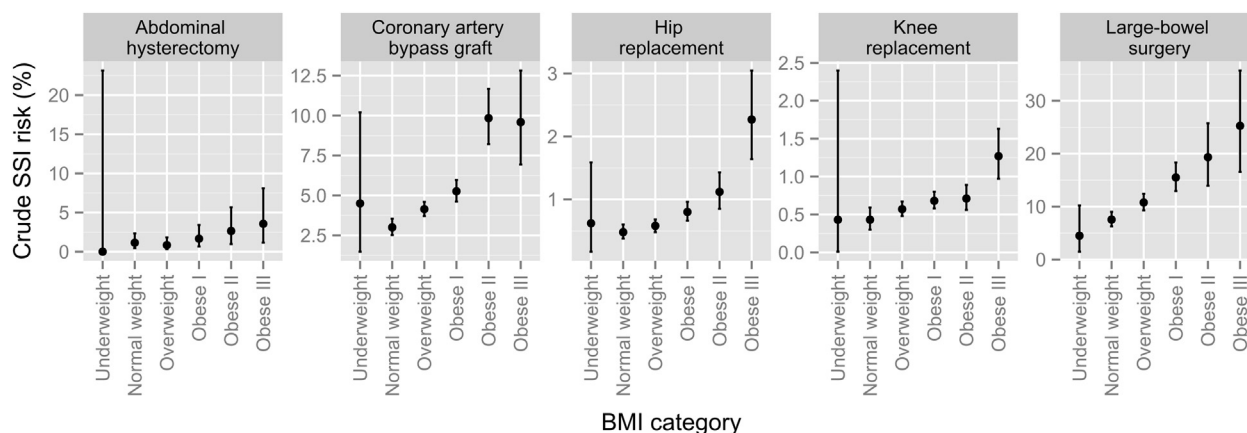 Abdominal
hysterectomy
Coronary artery
bypass graft
Hip
replacement
Knee
replacement
Large-bowel
surgery
Crude SSI risk (%)
20
15
10
5
0
12.5
10.0
7.5
5.0
2.5
3
2
1
2.5
2.0
1.5
1.0
0.5
0.0
30
20
10
0
Underweight
Normal weight
Overweight
Obese I
Obese II
Obese III
Underweight
Normal weight
Overweight
Obese I
Obese II
Obese III
Underweight
Normal weight
Overweight
Obese I
Obese II
Obese III
Underweight
Normal weight
Overweight
Obese I
Obese II
Obese III
Underweight
Normal weight
Overweight
Obese I
Obese II
Obese III
BMI category